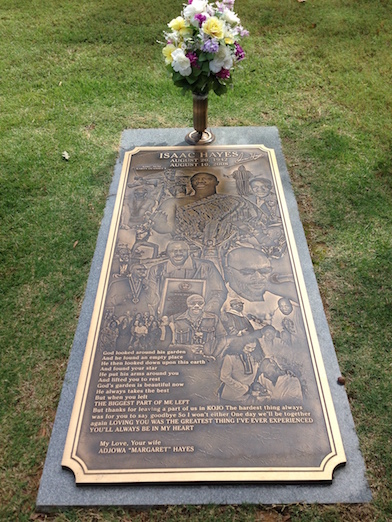 ISAAC HAYES
AUGUST 20, 1942
AUGUST 10, 2008
God looked around his garden
And he found an empty place
He then looked down upon this earth
And found your star
He put his arms around you
And lifted you to rest
God's garden is beautiful now
He always takes the best
But when you left
THE BIGGEST PART OF ME LEFT
But thanks for leaving a part of us in KOJO The hardest thing always
was for you to say goodbye So I won't either One day we'll be together
again LOVING YOU WAS THE GREATEST THING I'VE EVER EXPERIENCED
YOU'LL ALWAYS BE IN MY HEART
My Love, Your wife
ADJOWA "MARGARET" HAYES